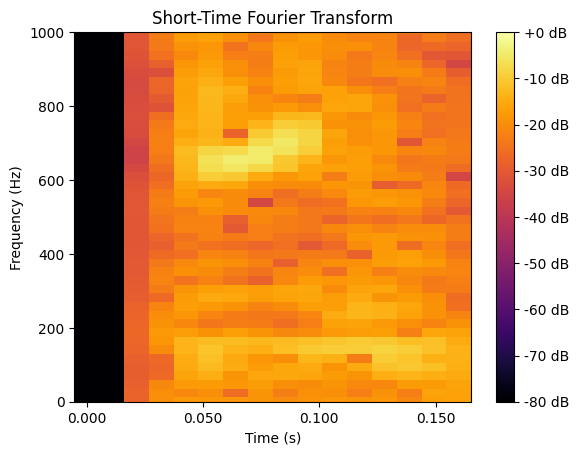 Short-Time Fourier Transform
1000
800
600
400
200
0
Frequency (Hz)
0.000
0.050
0.100
0.150
Time (s)
+0 dB
-10 dB
-20 dB
-30 dB
-40 dB
-50 dB
-60 dB
-70 dB
-80 dB